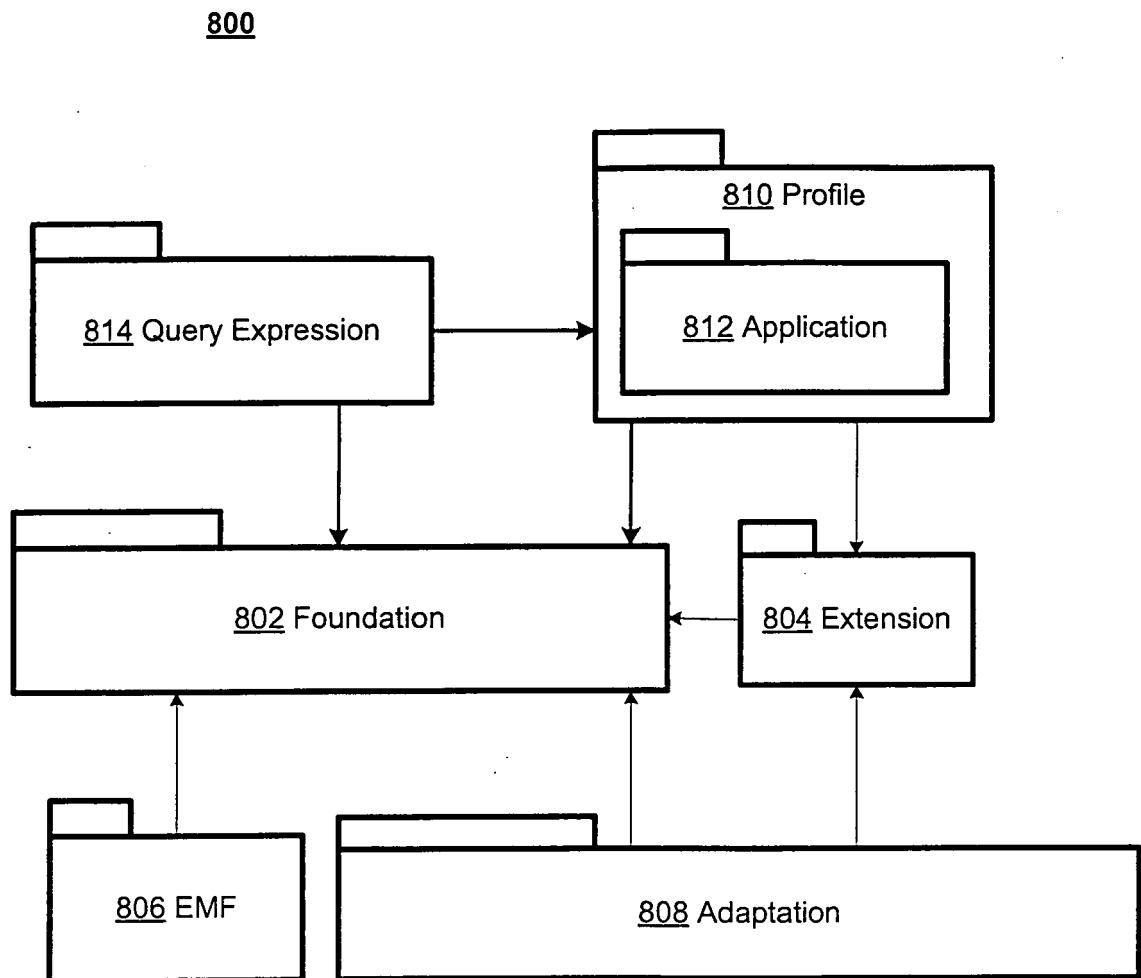 800
810 Profile
814 Query Expression
812 Application
802 Foundation
804 Extension
806 EMF
808 Adaptation